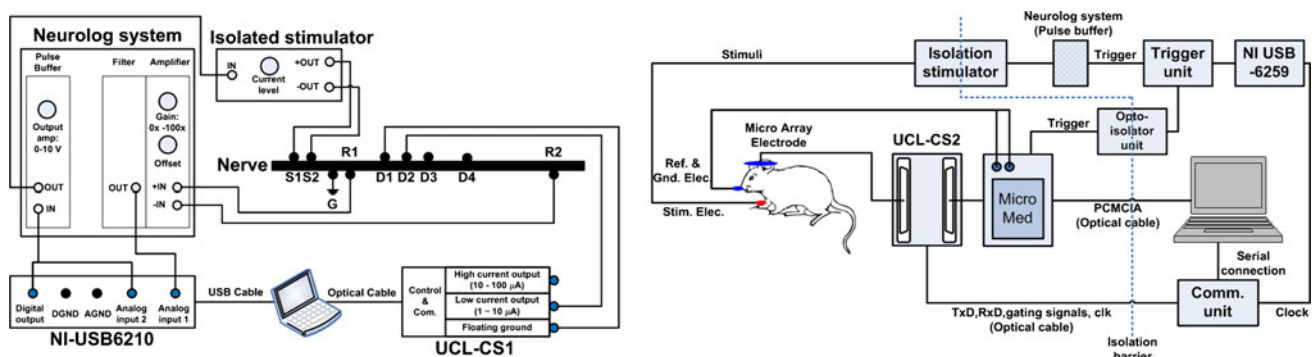 Neurolog system
Pulse
Buffer
Filter
Amplifier
Output
amp:
0-10 V
Gain:
0x -100x
Offset
OUT
IN
OUT
+IN
-IN
Isolated stimulator
IN
Current
level
+OUT
-OUT
Nerve
S1
S2
G
R1
D1
D2
D3
D4
R2
Digital
output
DGND
AGND
Analog
input 2
Analog
input 1
NI-USB6210
USB Cable
Optical Cable
Control
&
Com.
High current output
(10 - 100 μA)
Low current output
(1 – 10 μA)
Floating ground
UCL-CS1
Stimuli
Isolation
stimulator
Neurolog system
(Pulse buffer)
Trigger
Trigger
unit
NI USB
-6259
Trigger
Opto-
isolator
unit
Micro Array
Electrode
Ref. &
Gnd. Elec.
Stim. Elec.
UCL-CS2
Micro
Med
PCMCIA
(Optical cable)
Serial
connection
Comm.
unit
TxD,RxD,gating signals, clk
(Optical cable)
Clock
Isolation
barrier